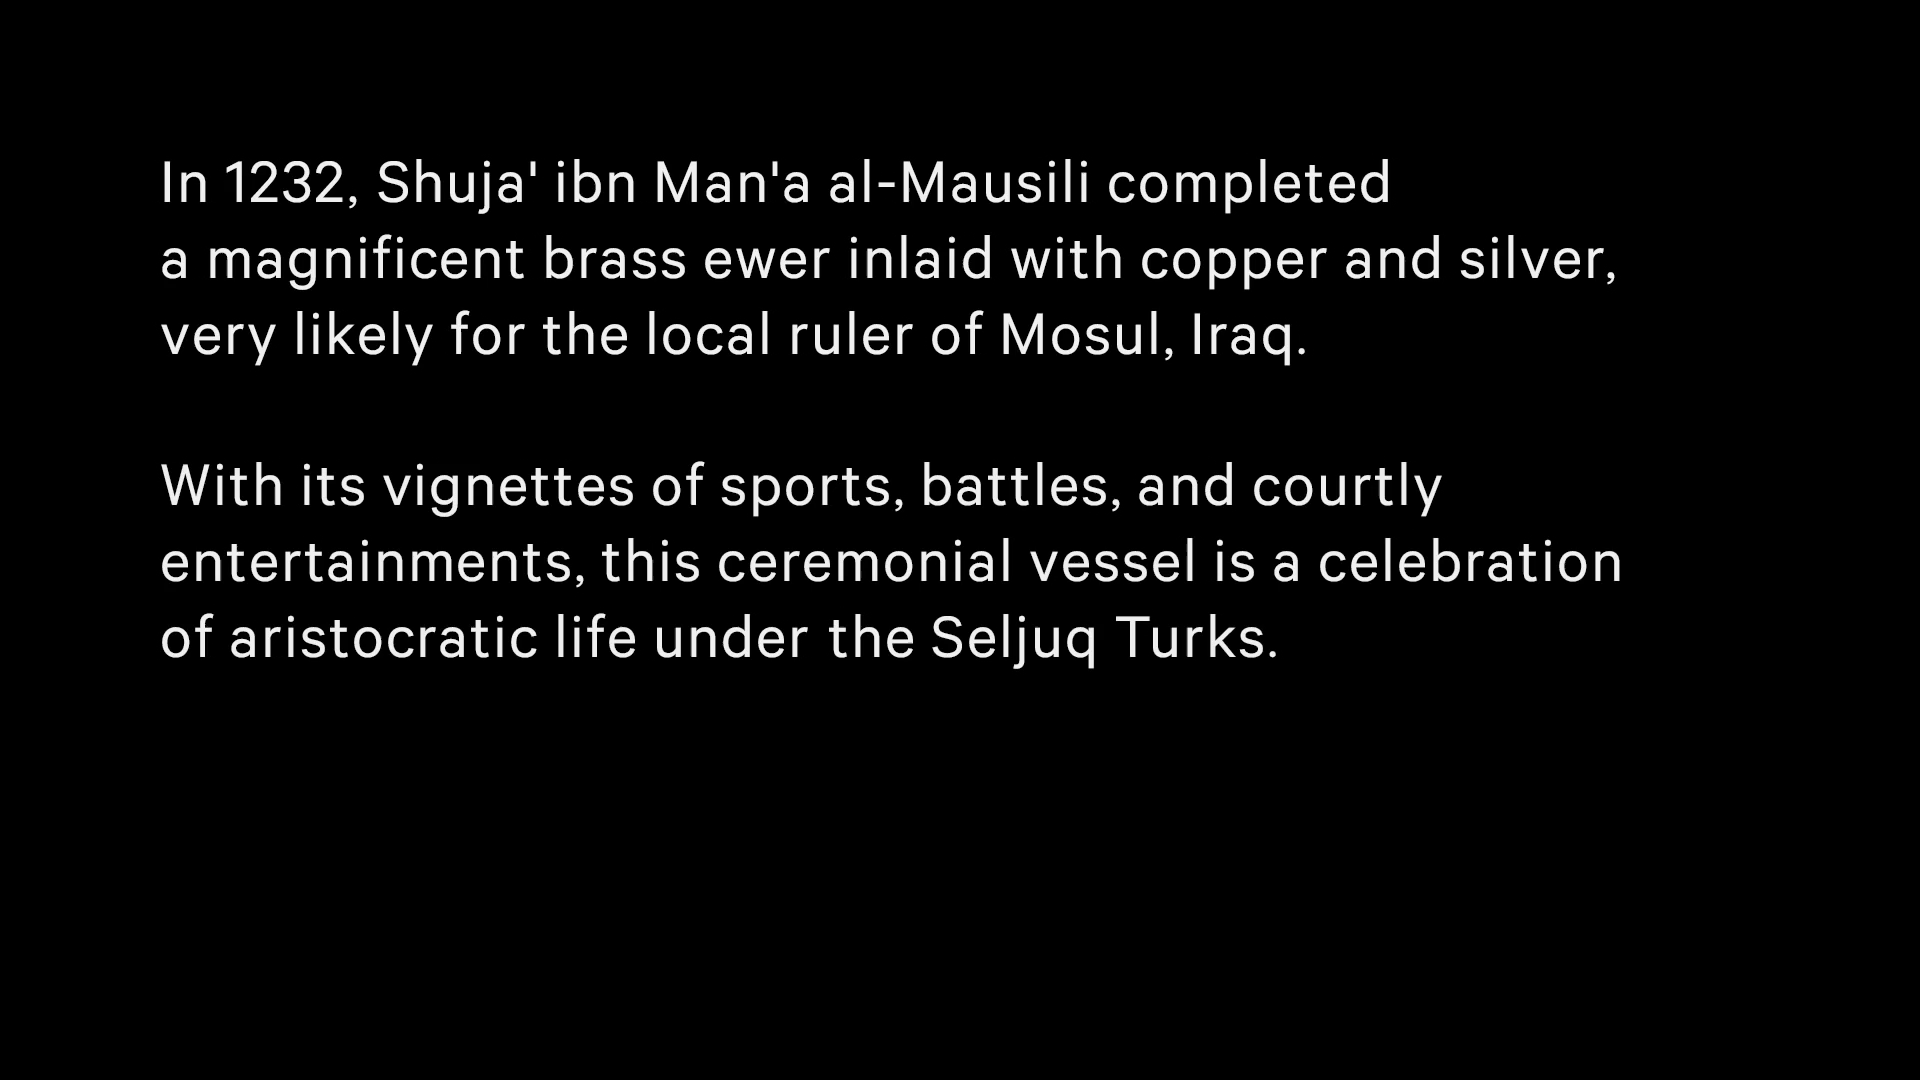 In 1232, Shuja' ibn Man'a al-Mausili completed
a magnificent brass ewer inlaid with copper and silver,
very likely for the local ruler of Mosul, Iraq.
With its vignettes of sports, battles, and courtly
entertainments, this ceremonial vessel is a celebration
of aristocratic life under the Seljuq Turks.